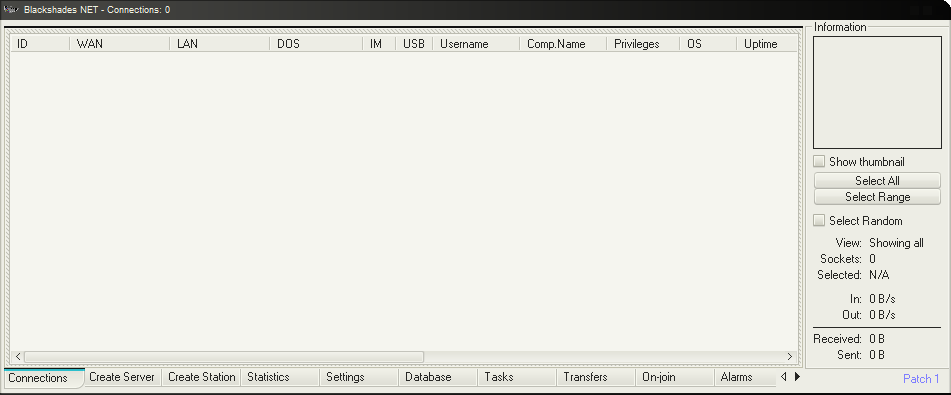 Blackshades NET - Connections: 0
Information
ID WAN LAN DOS IM USB Username Comp.Name Privileges OS Uptime
Show thumbnail
Select All
Select Range
Select Random
View: Showing all
Sockets: 0
Selected: N/A
In: 0 B/s
Out: 0 B/s
Received: 0 B
Sent: 0 B
Connections Create Server Create Station Statistics Settings Database Tasks Transfers On-join Alarms
Patch 1